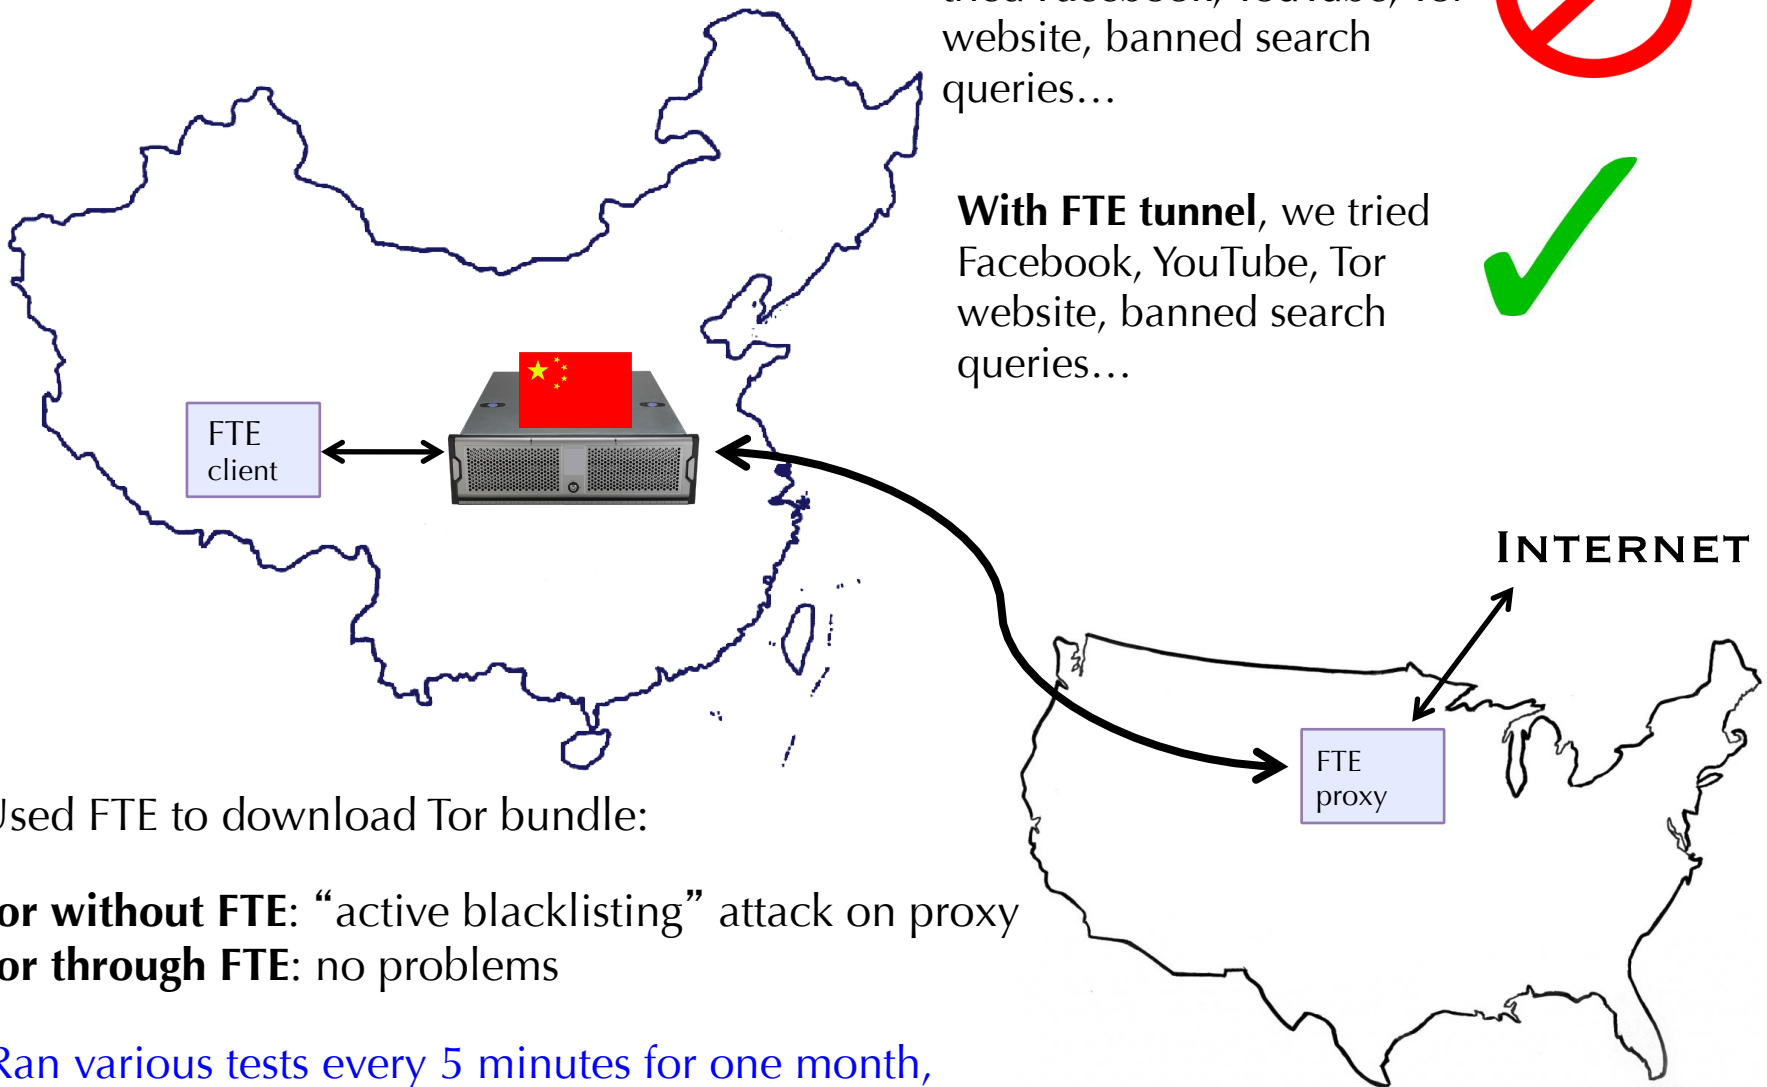 website, banned search
queries…
With FTE tunnel, we tried
Facebook, YouTube, Tor
website, banned search
queries…
FTE
client
INTERNET
FTE
proxy
Used FTE to download Tor bundle:
or without FTE: “active blacklisting” attack on proxy
or through FTE: no problems
Ran various tests every 5 minutes for one month,